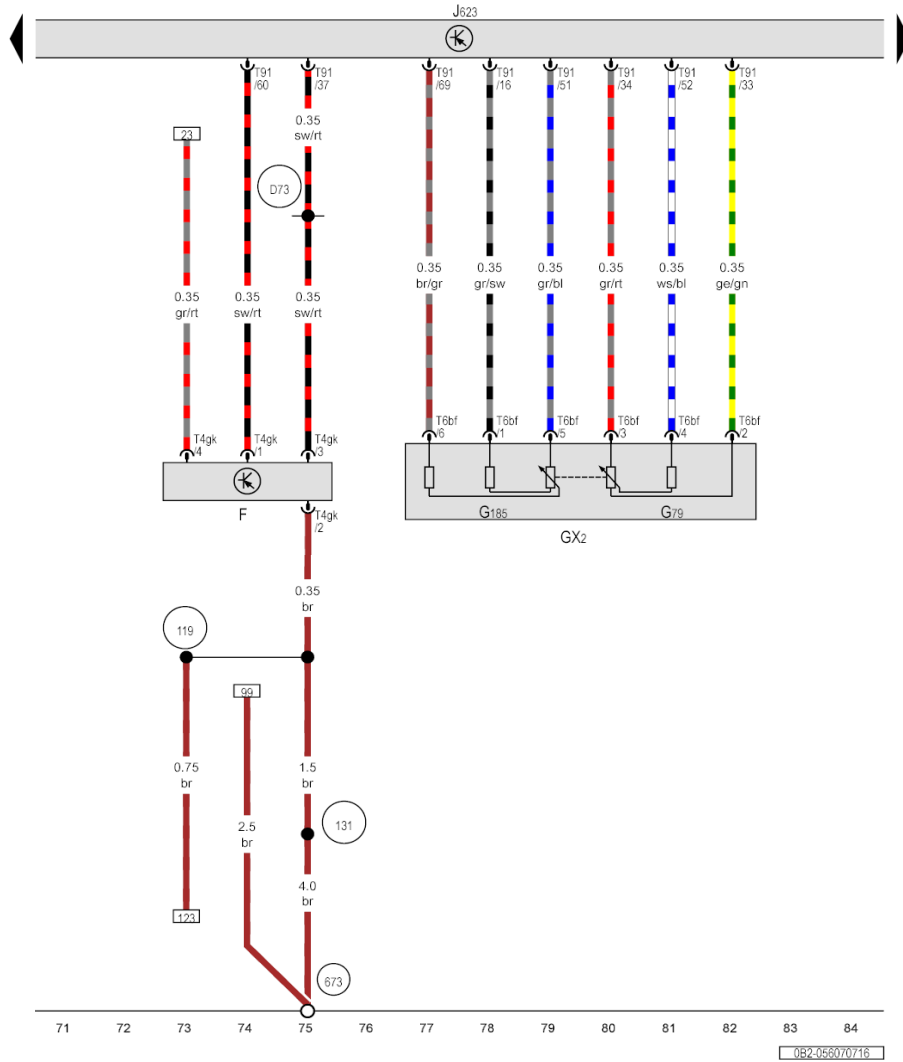 J623
T91 T91 T91 T91 T91 T91 T91 T91
/60 /37 /69 /16 /51 /34 /52 /33
0.35
sw/rt
23
D73
0.35 0.35 0.35 0.35 0.35 0.35 0.35 0.35 0.35
gr/rt sw/rt sw/rt br/gr gr/sw gr/bl gr/rt ws/bl ge/gn
T4gk T4gk T4gk T6bf T6bf T6bf T6bf T6bf T6bf
/4 /1 /3 /6 /1 /5 /3 /4 /2
F
T4gk
/2
G185 G79
GX2
0.35
br
119
99
0.75 1.5
br br
2.5
br
131
4.0
br
123
673
71 72 73 74 75 76 77 78 79 80 81 82 83 84
0B2-056070716